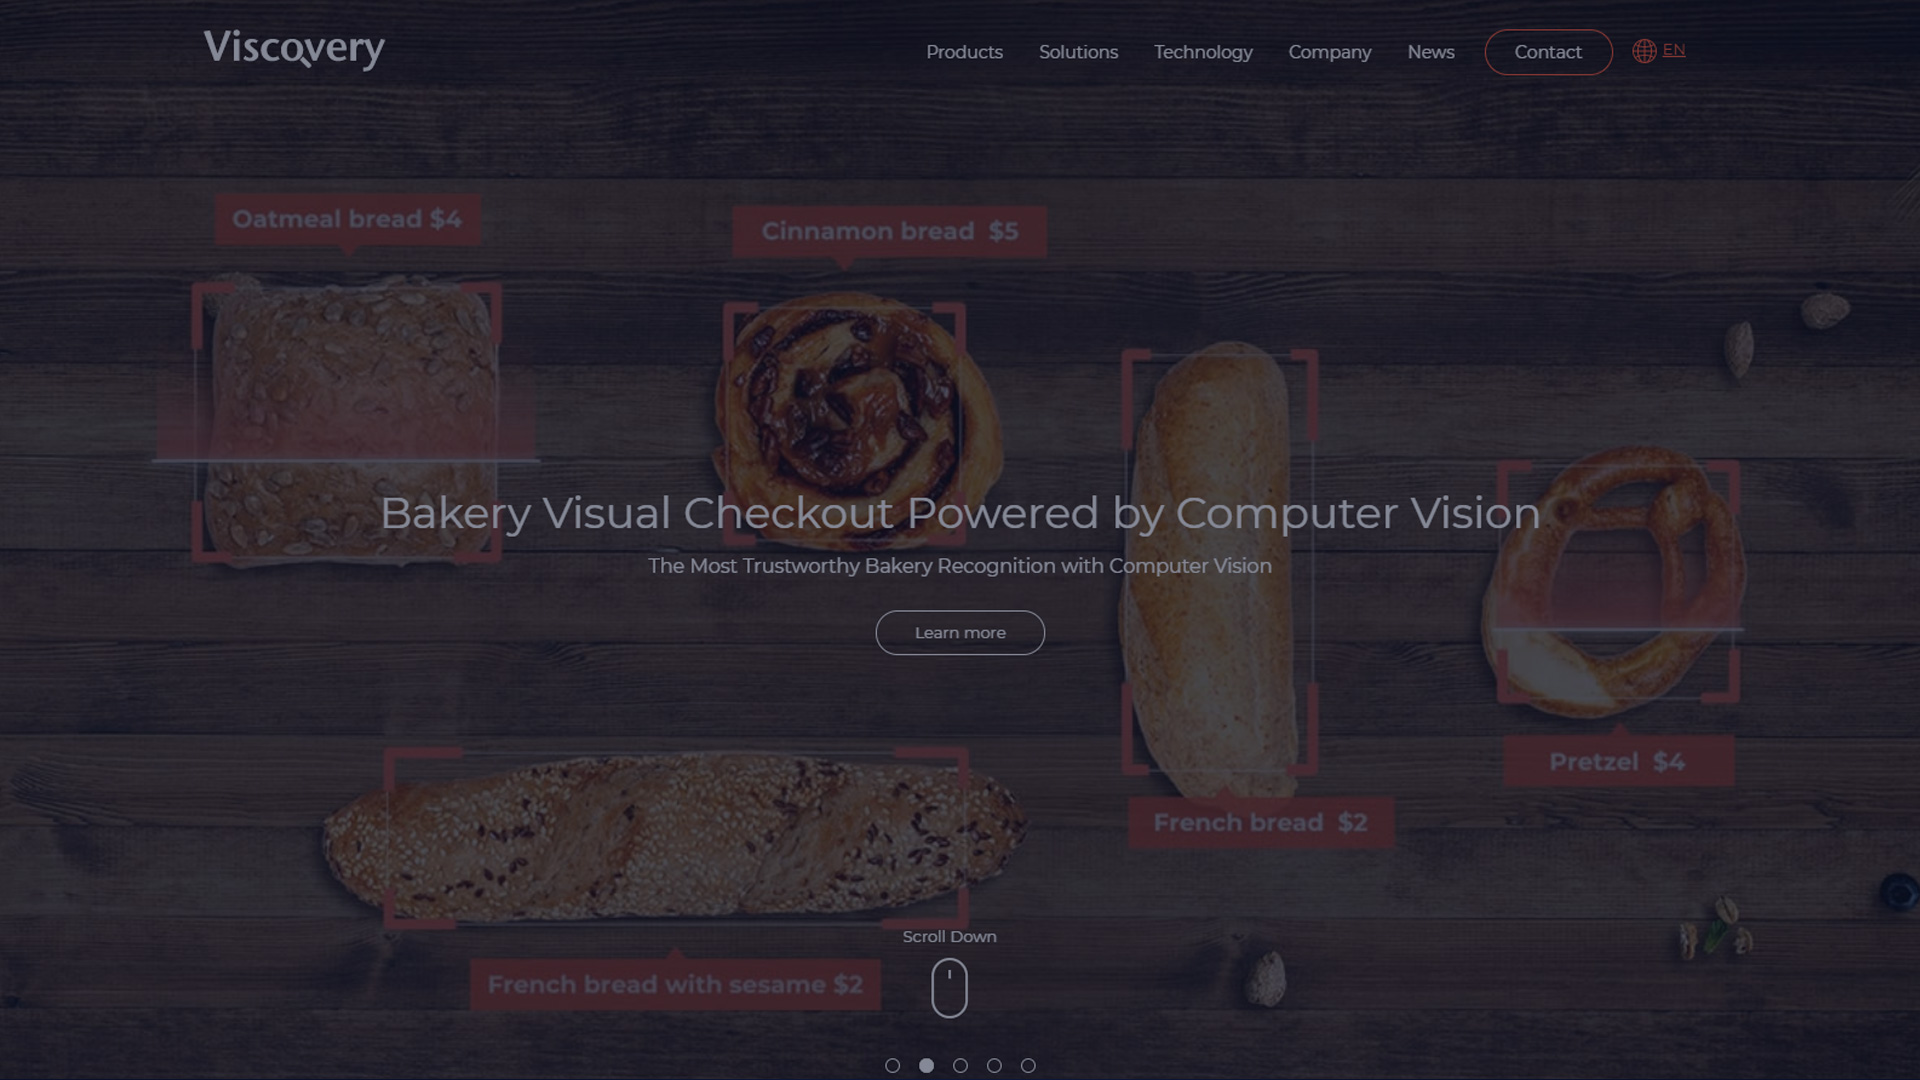 Viscovery
Products
Solutions
Technology
Company
News
Contact
EN
Oatmeal bread $4
Cinnamon bread $5
Bakery Visual Checkout Powered by Computer Vision
The Most Trustworthy Bakery Recognition with Computer Vision
Learn more
Pretzel $4
French bread $2
Scroll Down
French bread with sesame $2